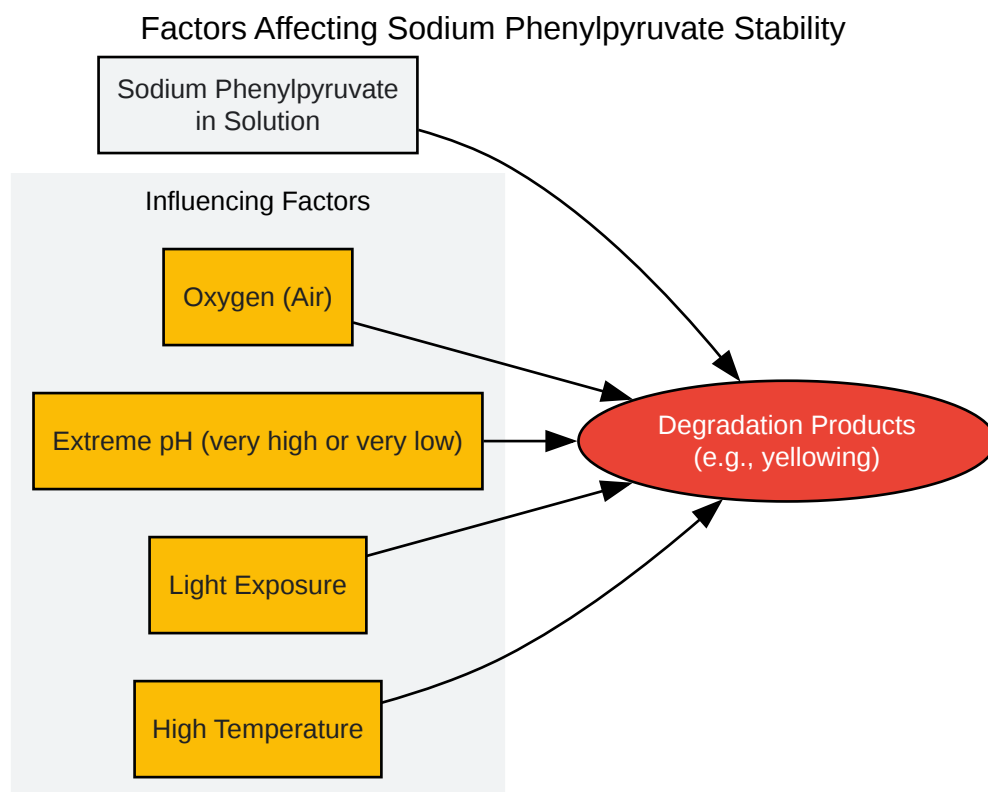 Factors Affecting Sodium Phenylpyruvate Stability
Sodium Phenylpyruvate
in Solution
Influencing Factors
Oxygen (Air)
Extreme pH (very high or very low)
Light Exposure
High Temperature
Degradation Products
(e.g., yellowing)